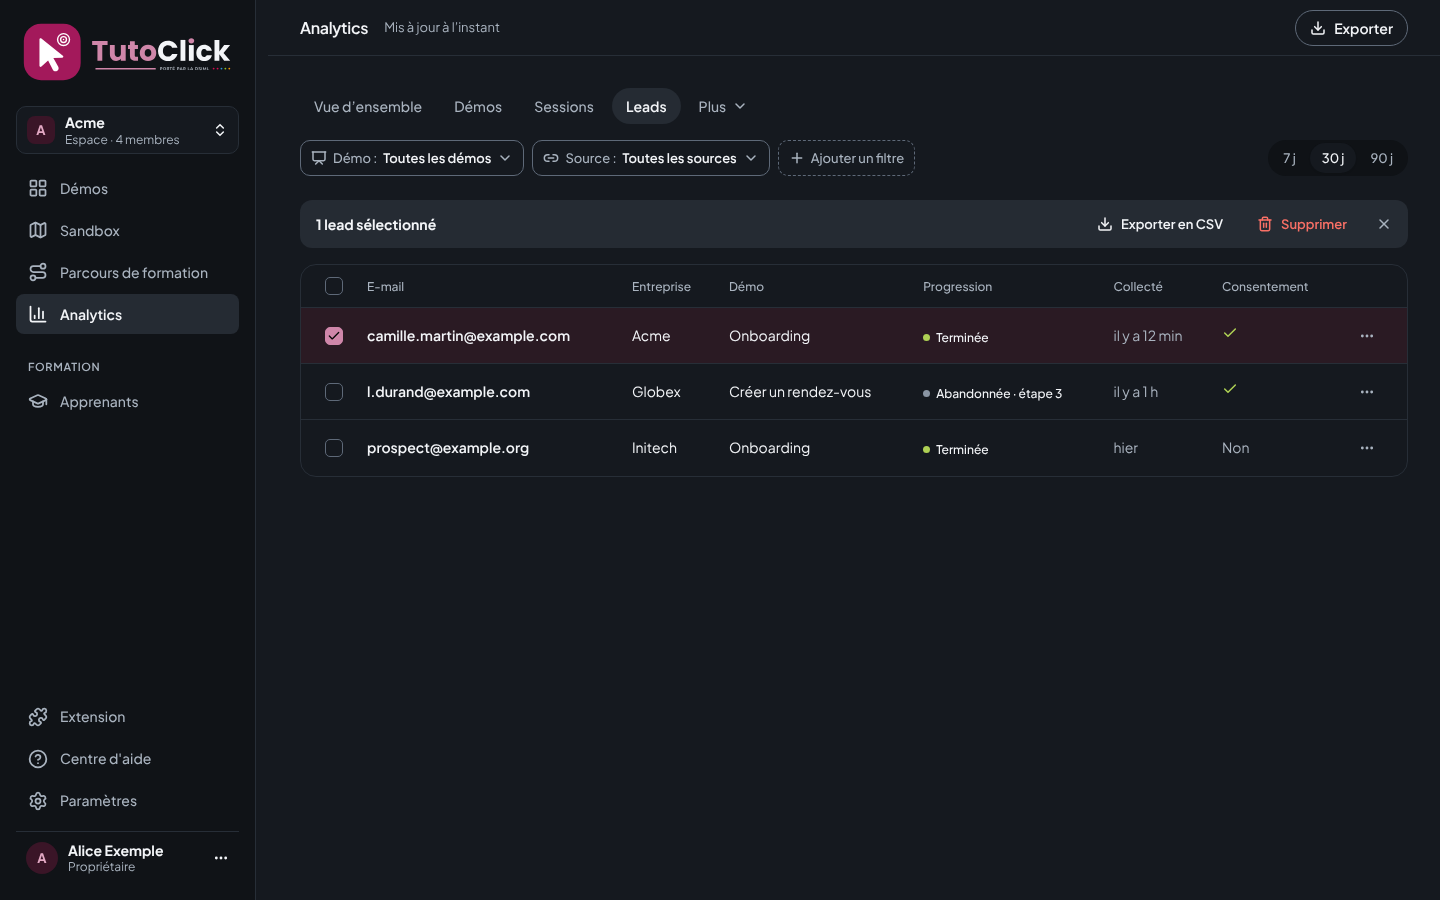 TutoClick
PORTÉ PAR LA DSIML
A
Acme
Espace · 4 membres
Démos
Sandbox
Parcours de formation
Analytics
FORMATION
Apprenants
Extension
Centre d'aide
Paramètres
A
Alice Exemple
Propriétaire
Analytics Mis à jour à l’instant
Exporter
Vue d’ensemble Démos Sessions Leads Plus
Démo : Toutes les démos Source : Toutes les sources Ajouter un filtre
7 j 30 j 90 j
1 lead sélectionné Exporter en CSV Supprimer
E-mail Entreprise Démo Progression Collecté Consentement
camille.martin@example.com Acme Onboarding Terminée il y a 12 min
l.durand@example.com Globex Créer un rendez-vous Abandonnée · étape 3 il y a 1 h
prospect@example.org Initech Onboarding Terminée hier Non